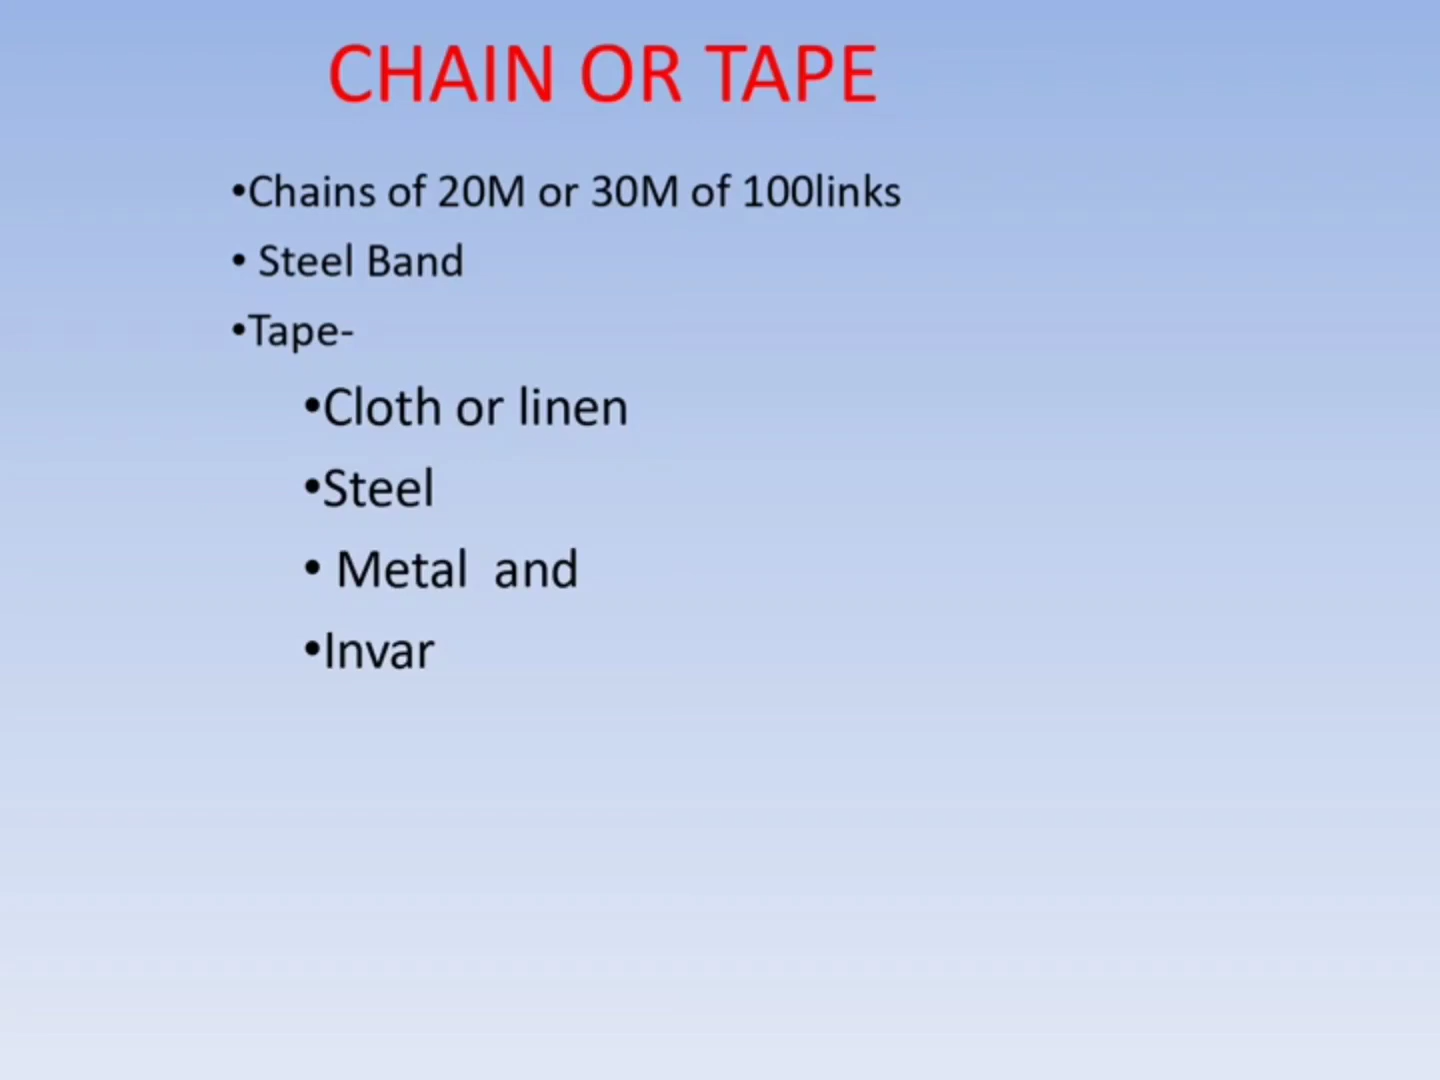 CHAIN OR TAPE
•Chains of 20M or 30M of 100links
• Steel Band
•Tape-
•Cloth or linen
•Steel
• Metal  and
•Invar